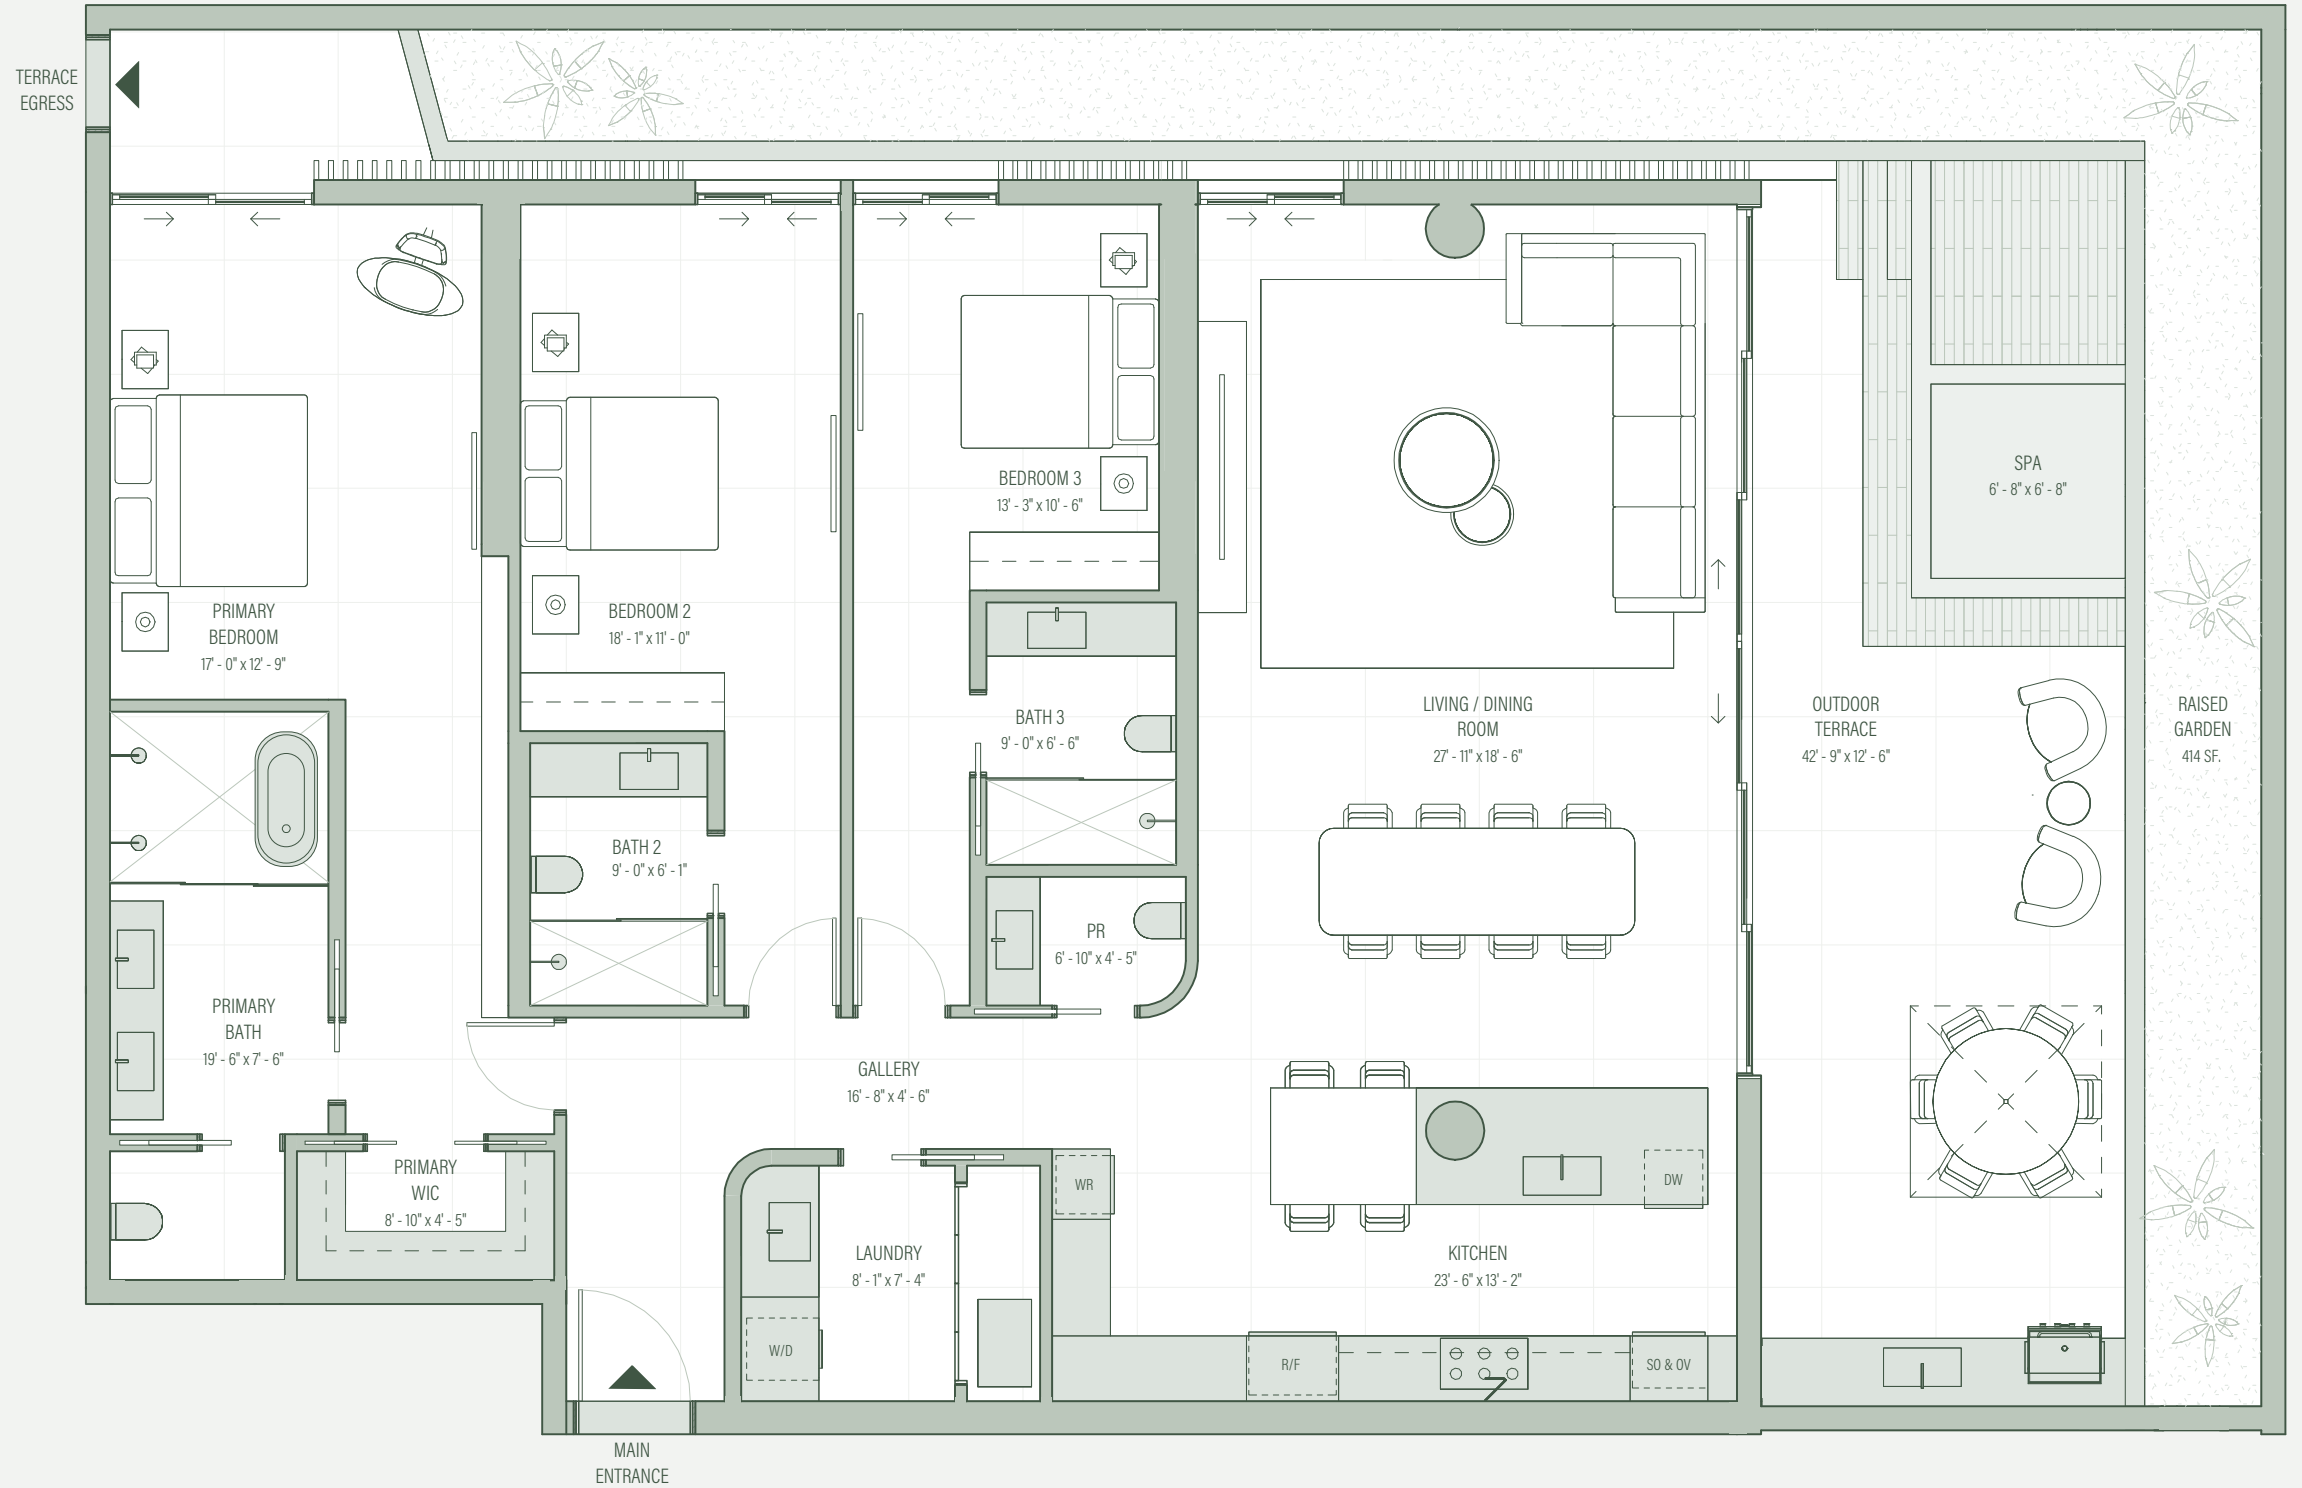 TERRACE
EGRESS
BEDROOM 3
13' - 3" x 10' - 6"
SPA
6' - 8" x 6' - 8"
PRIMARY
BEDROOM
17' - 0" x 12' - 9"
BEDROOM 2
18' - 1" x 11' - 0"
BATH 3
9' - 0" x 6' - 6"
LIVING / DINING
ROOM
27' - 11" x 18' - 6"
OUTDOOR
TERRACE
42' - 9" x 12' - 6"
RAISED
GARDEN
414 SF.
BATH 2
9' - 0" x 6' - 1"
PR
6' - 10" x 4' - 5"
PRIMARY
BATH
19' - 6" x 7' - 6"
GALLERY
16' - 8" x 4' - 6"
PRIMARY
WIC
8' - 10" x 4' - 5"
WR
DW
LAUNDRY
8' - 1" x 7' - 4"
KITCHEN
23' - 6" x 13' - 2"
W/D
R/F
SO & OV
MAIN
ENTRANCE